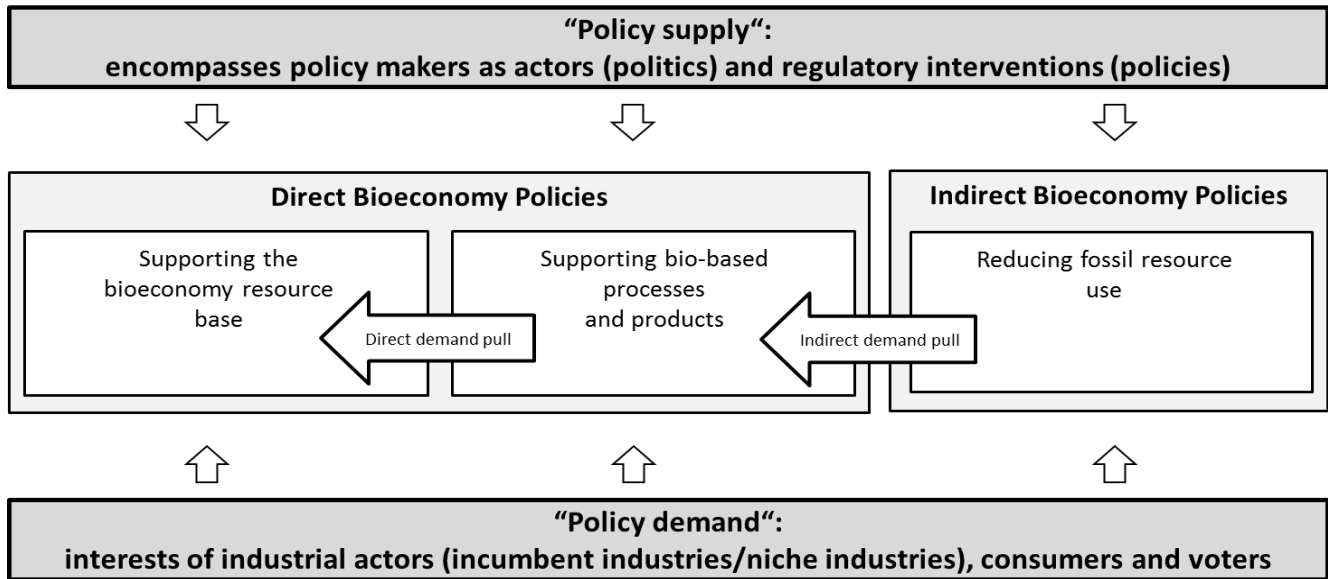 “Policy supply“:
encompasses policy makers as actors (politics) and regulatory interventions (policies)
Direct Bioeconomy Policies
Indirect Bioeconomy Policies
Supporting the
bioeconomy resource
base
Direct demand pull
Supporting bio-based
processes
and products
Indirect demand pull
Reducing fossil resource
use
“Policy demand“:
interests of industrial actors (incumbent industries/niche industries), consumers and voters